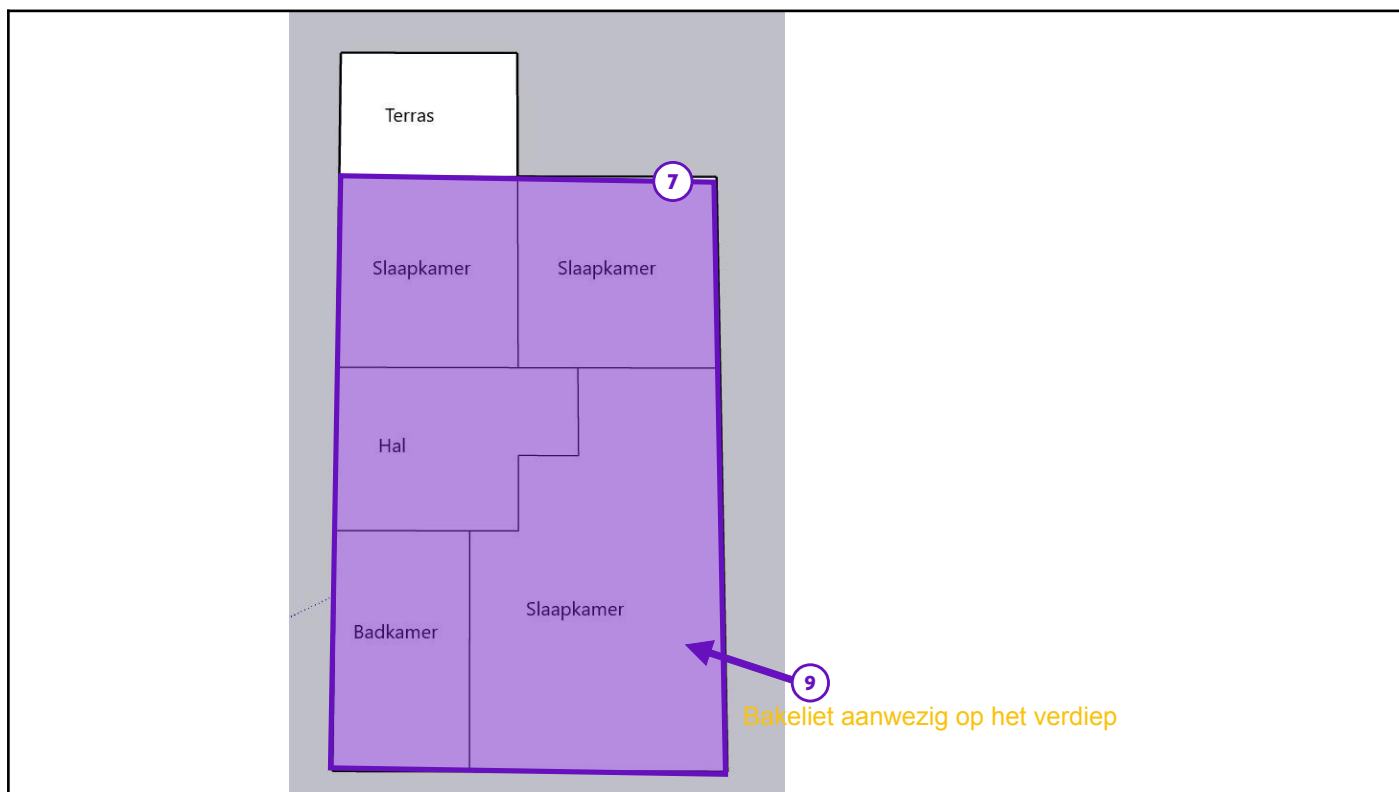 Terras
7
Slaapkamer
Slaapkamer
Hal
Slaapkamer
Badkamer
9
Bakeliet aanwezig op het verdiep